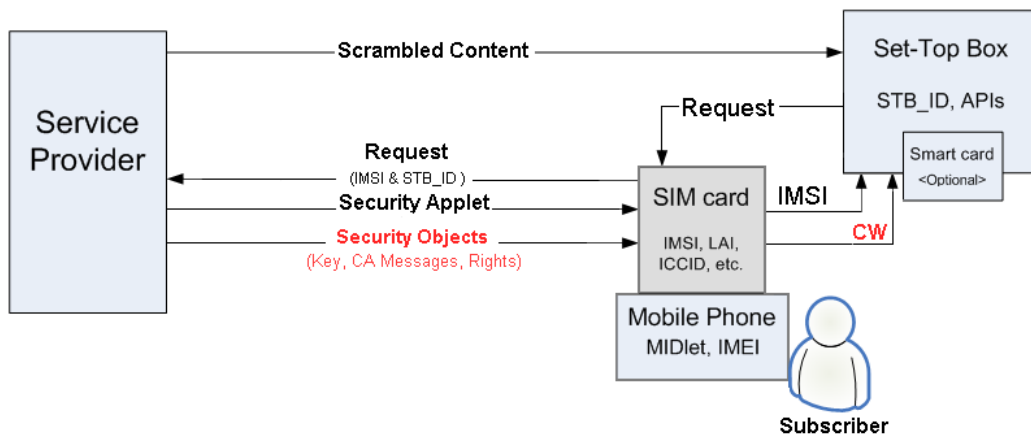 Scrambled Content
Set-Top Box
STB_ID, APIs
Smart card
<Optional>
Service
Provider
Request
Request
(IMSI & STB_ID )
Security Applet
Security Objects
(Key, CA Messages, Rights)
SIM card
IMSI, LAI,
ICCID, etc.
IMSI
CW
Mobile Phone
MIDlet, IMEI
Subscriber